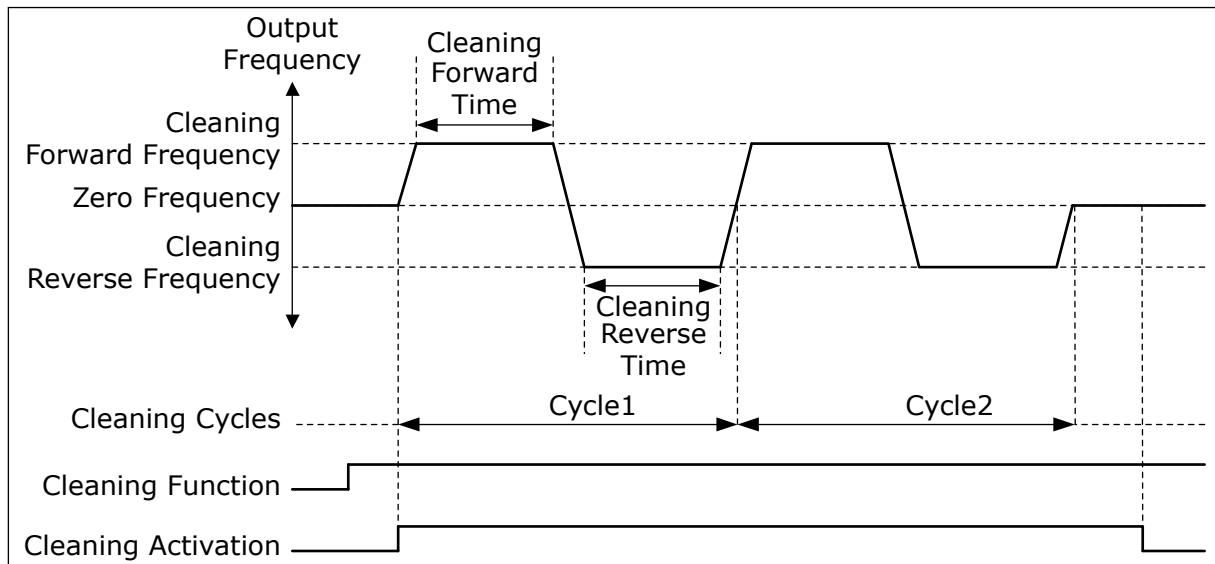 Output
Frequency
Cleaning
Forward
Time
Cleaning
Forward Frequency
Zero Frequency
Cleaning
Reverse Frequency
Cleaning
Reverse
Time
Cleaning Cycles
Cycle1
Cycle2
Cleaning Function
Cleaning Activation